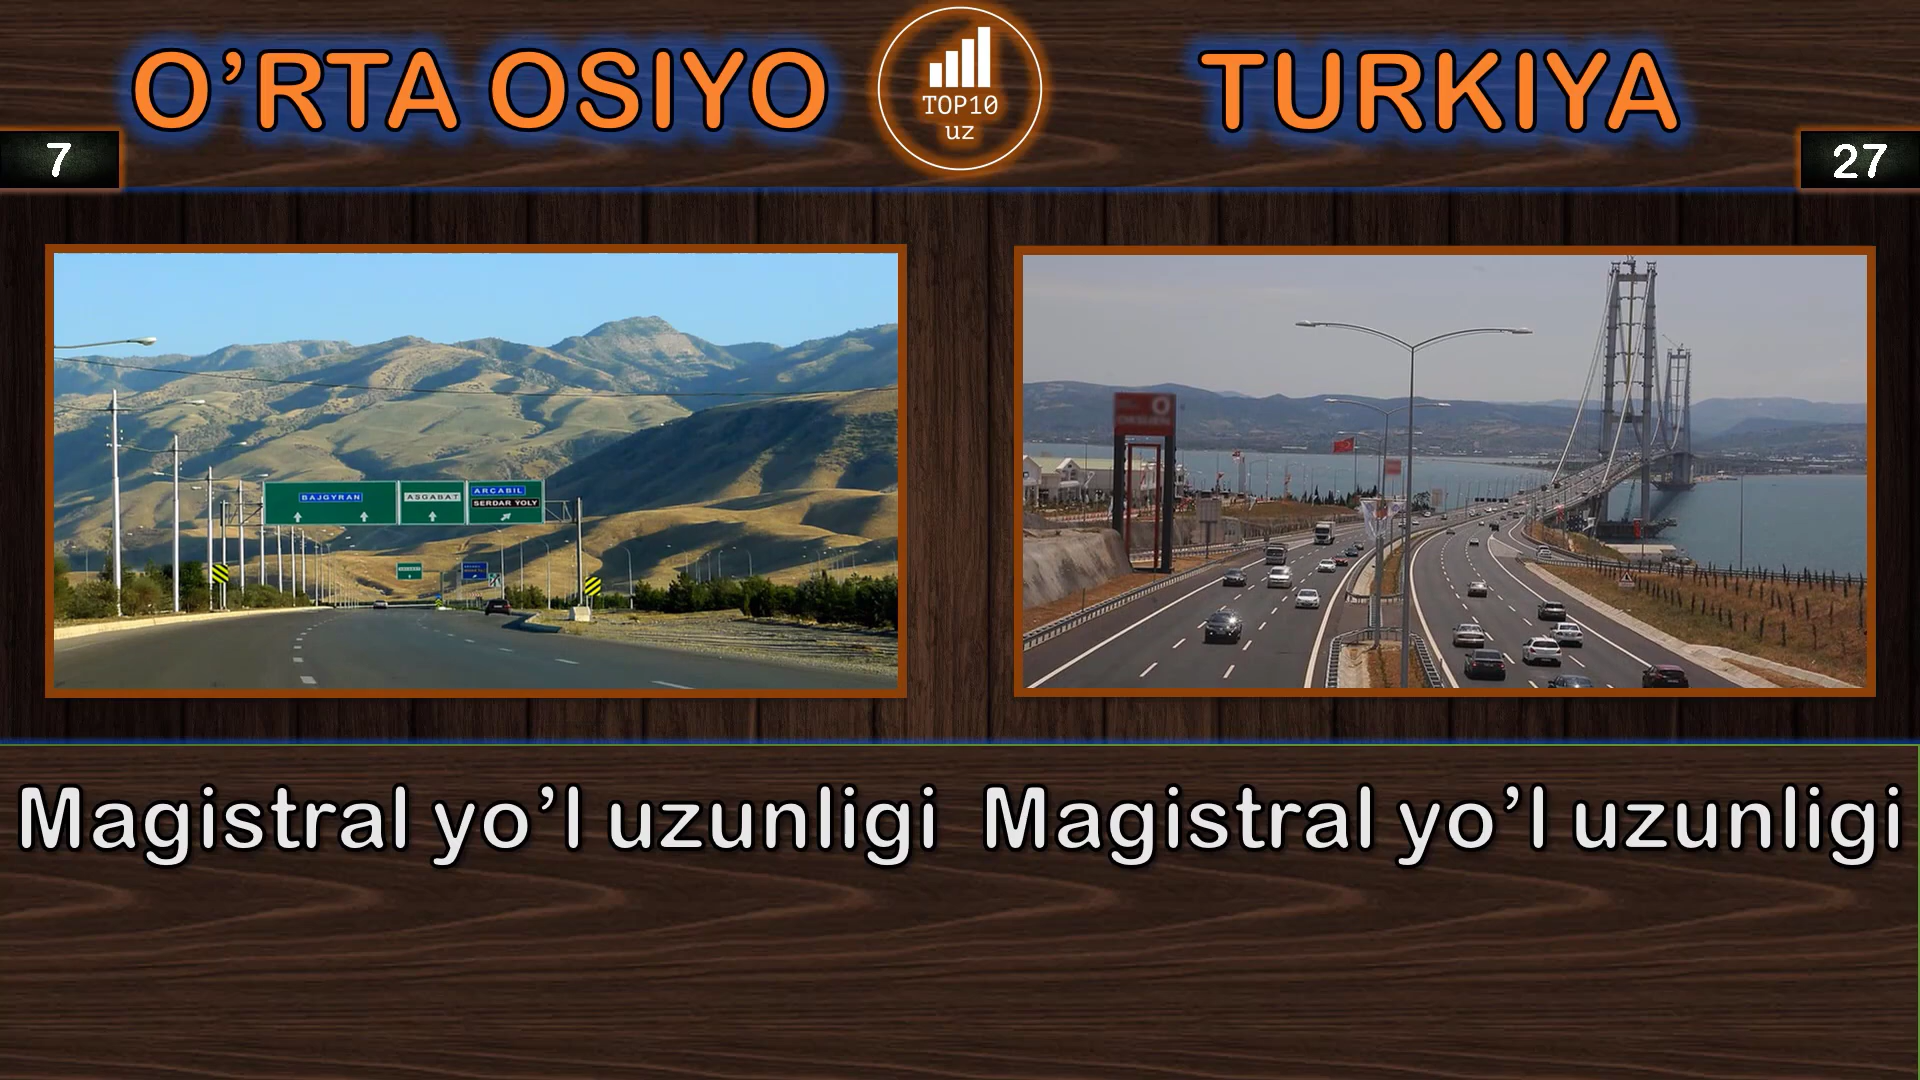 O’RTA OSIYO
TOP10
uz
TURKIYA
7
27
BAJGYRAN
ASGABAT
ARCABIL
SERDAR YOLY
Magistral yo’l uzunligi
Magistral yo’l uzunligi